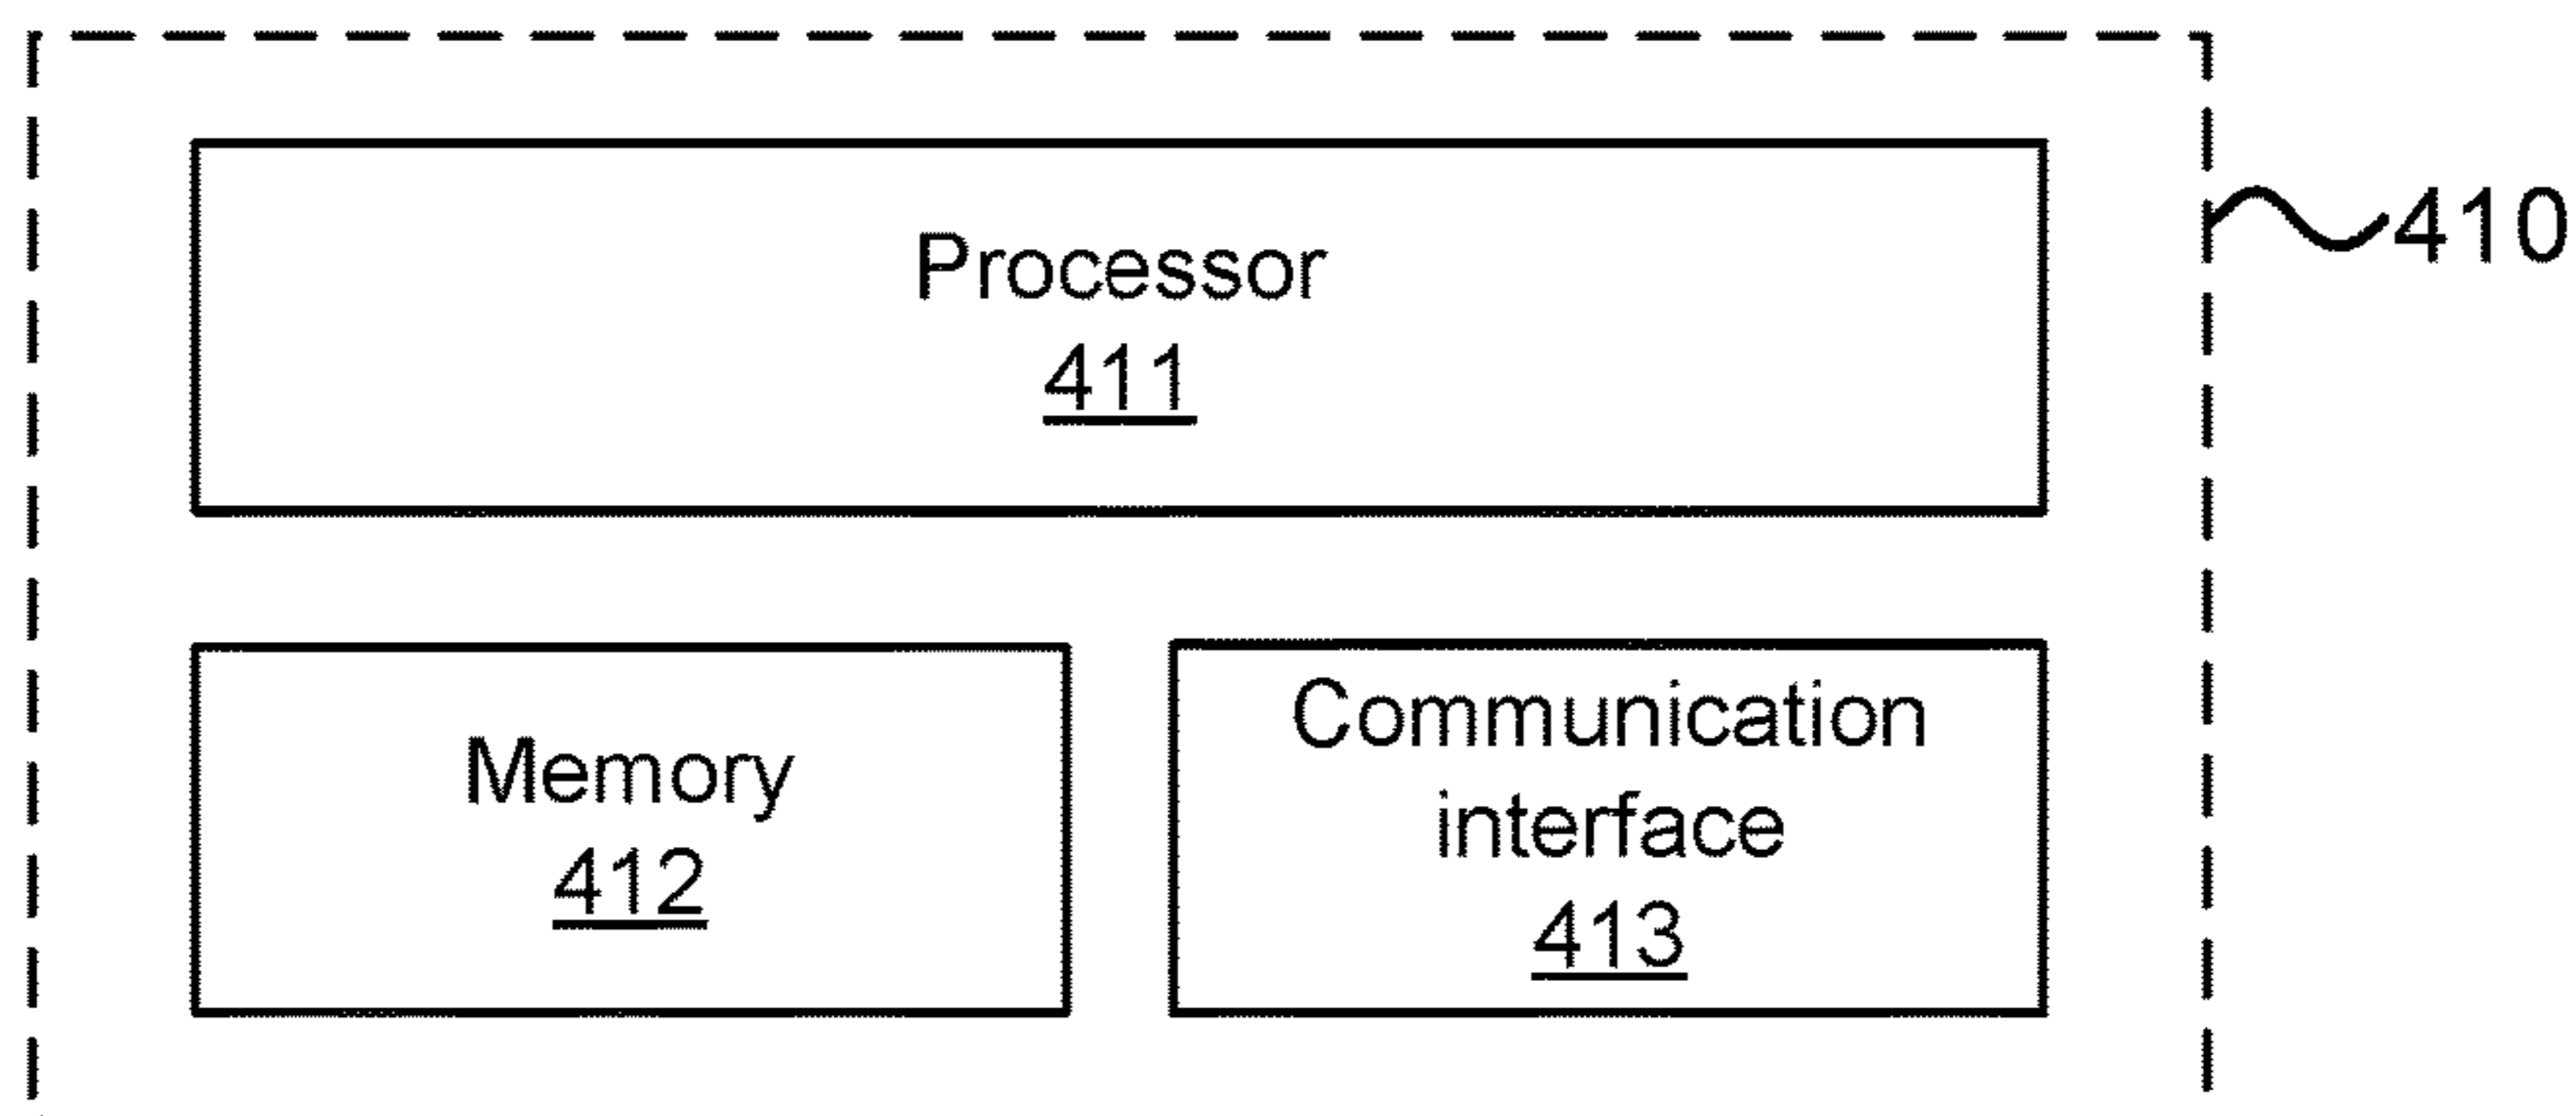 Processor
411
410
Memory
412
Communication
interface
413